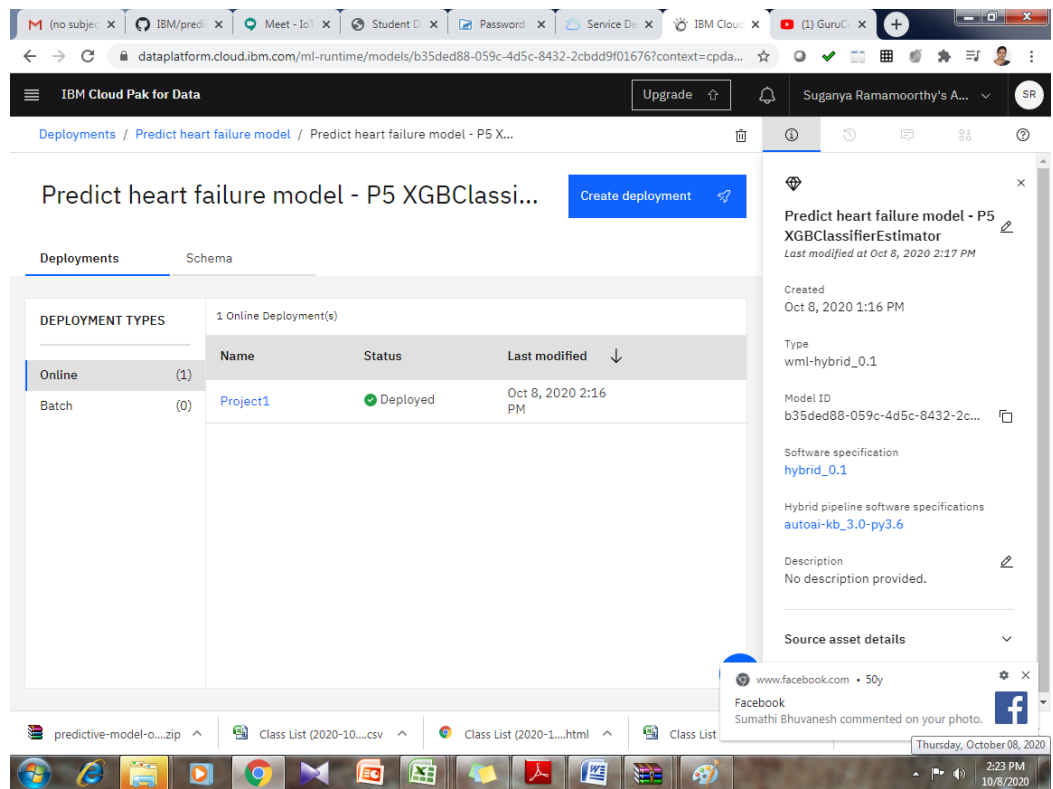 (no subjec
IBM/predi
Meet - IoT
Student D
Password
Service De
IBM Clouc
(1) GuruGa
dataplatform.cloud.ibm.com/ml-runtime/models/b35ded88-059c-4d5c-8432-2cbdd9f01676?context=cpda...
IBM Cloud Pak for Data
Upgrade
Suganya Ramamoorthy's A...
SR
Deployments / Predict heart failure model / Predict heart failure model - P5 X...
Predict heart failure model - P5 XGBClassi...
Create deployment
Deployments
Schema
DEPLOYMENT TYPES
Online (1)
Batch (0)
1 Online Deployment(s)
Name Status Last modified
Project1 Deployed Oct 8, 2020 2:16
PM
Predict heart failure model - P5
XGBClassifierEstimator
Last modified at Oct 8, 2020 2:17 PM
Created
Oct 8, 2020 1:16 PM
Type
wml-hybrid_0.1
Model ID
b35ded88-059c-4d5c-8432-2c...
Software specification
hybrid_0.1
Hybrid pipeline software specifications
autoai-kb_3.0-py3.6
Description
No description provided.
Source asset details
www.facebook.com • 50y
Facebook
Sumathi Bhuvanesh commented on your photo.
predictive-model-o....zip
Class List (2020-10....csv
Class List (2020-1....html
Class List
Thursday, October 08, 2020
2:23 PM
10/8/2020